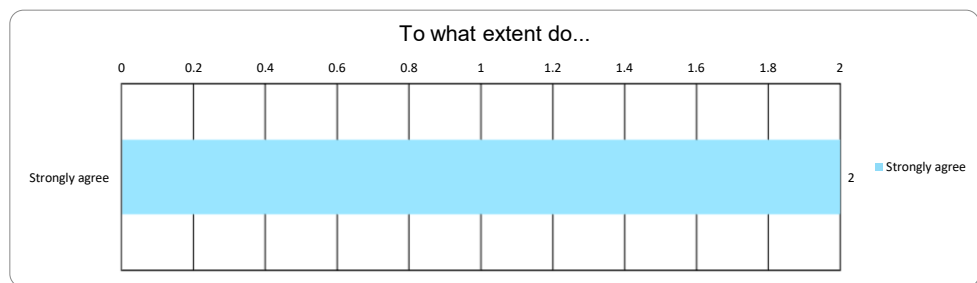 To what extent do...
0 0.2 0.4 0.6 0.8 1 1.2 1.4 1.6 1.8 2
Strongly agree
2
Strongly agree